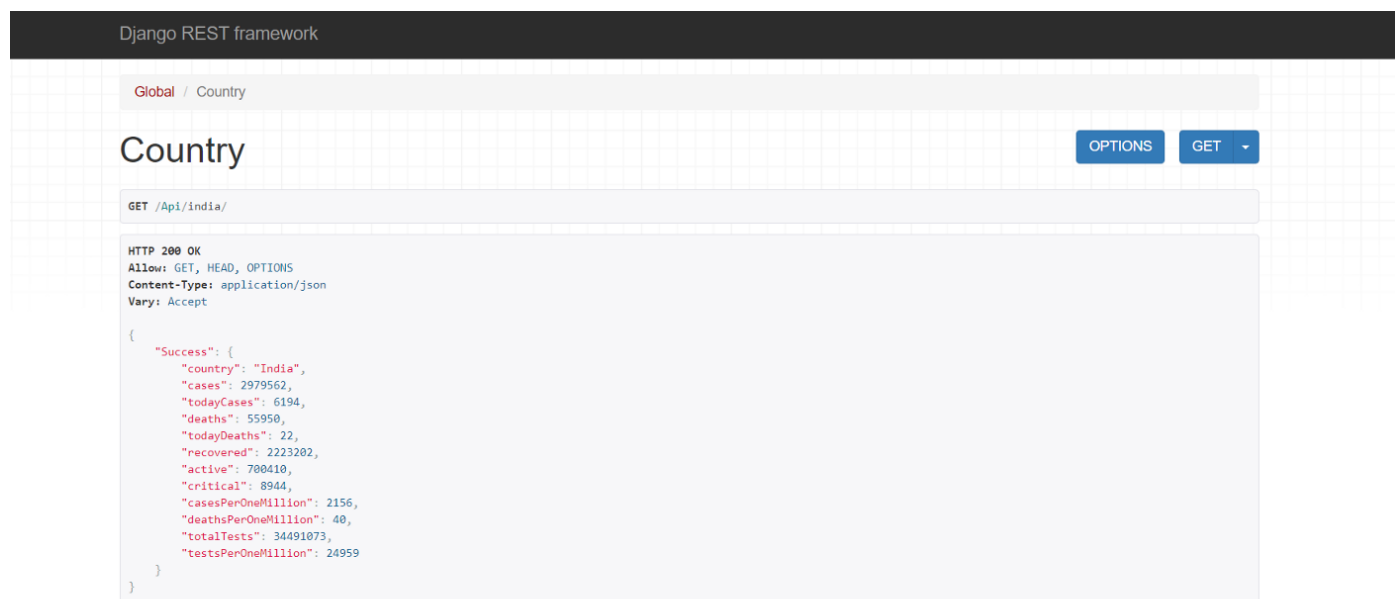 Django REST framework
Global / Country
Country
OPTIONS GET
GET /Api/india/
HTTP 200 OK
Allow: GET, HEAD, OPTIONS
Content-Type: application/json
Vary: Accept
{
    "Success": {
        "country": "India",
        "cases": 2979562,
        "todayCases": 6194,
        "deaths": 55950,
        "todayDeaths": 22,
        "recovered": 2223202,
        "active": 700410,
        "critical": 8944,
        "casesPerOneMillion": 2156,
        "deathsPerOneMillion": 40,
        "totalTests": 34491073,
        "testsPerOneMillion": 24959
    }
}